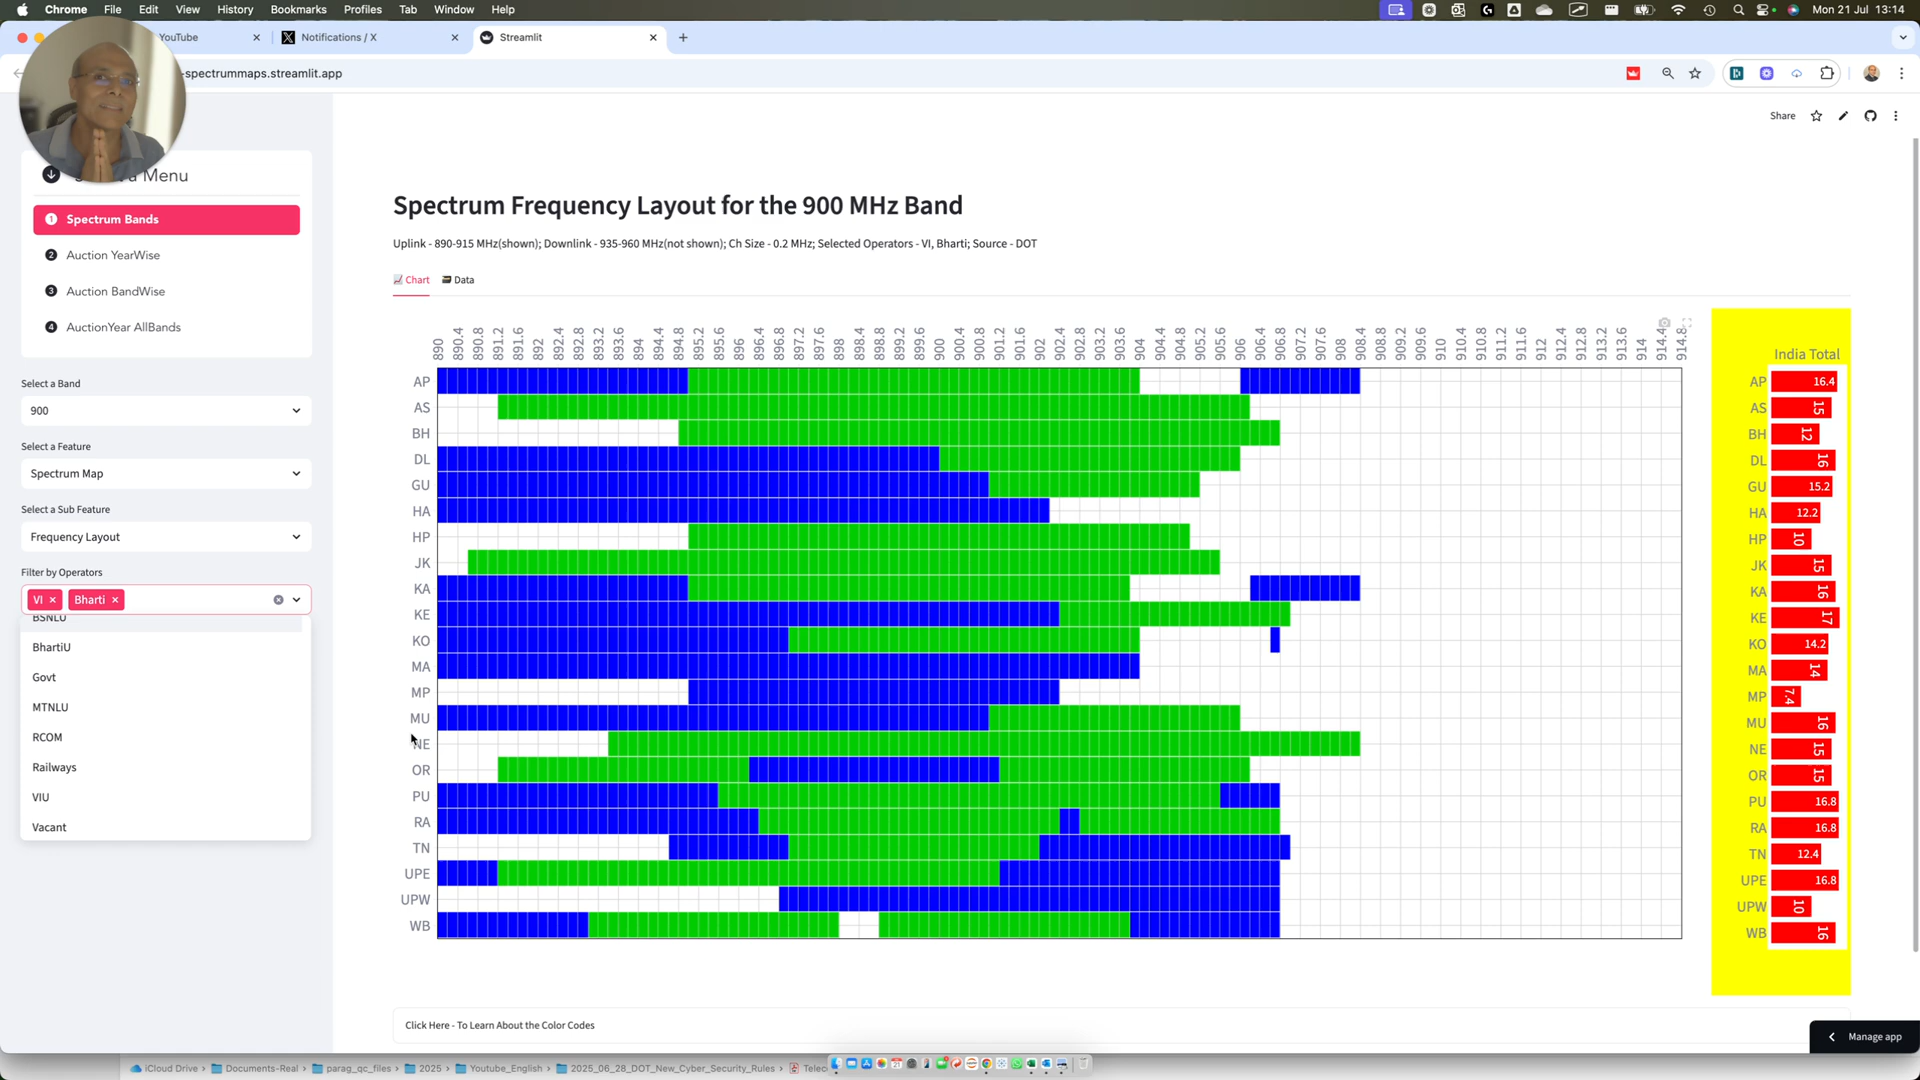 Chrome File Edit View History Bookmarks Profiles Tab Window Help
Mon 21 Jul 13:14
YouTube
Notifications / X
Streamlit
-spectrummaps.streamlit.app
Share
a Menu
Spectrum Bands
Auction YearWise
Auction BandWise
AuctionYear AllBands
Select a Band
900
Select a Feature
Spectrum Map
Select a Sub Feature
Frequency Layout
Filter by Operators
VI Bharti
BSNLU
BhartiU
Govt
MTNLU
RCOM
Railways
VIU
Vacant
Spectrum Frequency Layout for the 900 MHz Band
Uplink - 890-915 MHz(shown); Downlink - 935-960 MHz(not shown); Ch Size - 0.2 MHz; Selected Operators - VI, Bharti; Source - DOT
Chart Data
890 890.4 890.8 891.2 891.6 892 892.4 892.8 893.2 893.6 894 894.4 894.8 895.2 895.6 896 896.4 896.8 897.2 897.6 898 898.4 898.8 899.2 899.6 900 900.4 900.8 901.2 901.6 902 902.4 902.8 903.2 903.6 904 904.4 904.8 905.2 905.6 906 906.4 906.8 907.2 907.6 908 908.4 908.8 909.2 909.6 910 910.4 910.8 911.2 911.6 912 912.4 912.8 913.2 913.6 914 914.4 914.8
AP
AS
BH
DL
GU
HA
HP
JK
KA
KE
KO
MA
MP
MU
NE
OR
PU
RA
TN
UPE
UPW
WB
India Total
AP 16.4
AS 15
BH 12
DL 16
GU 15.2
HA 12.2
HP 10
JK 15
KA 16
KE 17
KO 14.2
MA 14
MP 7.4
MU 16
NE 15
OR 15
PU 16.8
RA 16.8
TN 12.4
UPE 16.8
UPW 10
WB 16
Click Here - To Learn About the Color Codes
Manage app
iCloud Drive Documents-Real parag_qc_files 2025 Youtube_English 2025_06_28_DOT_New_Cyber_Security_Rules